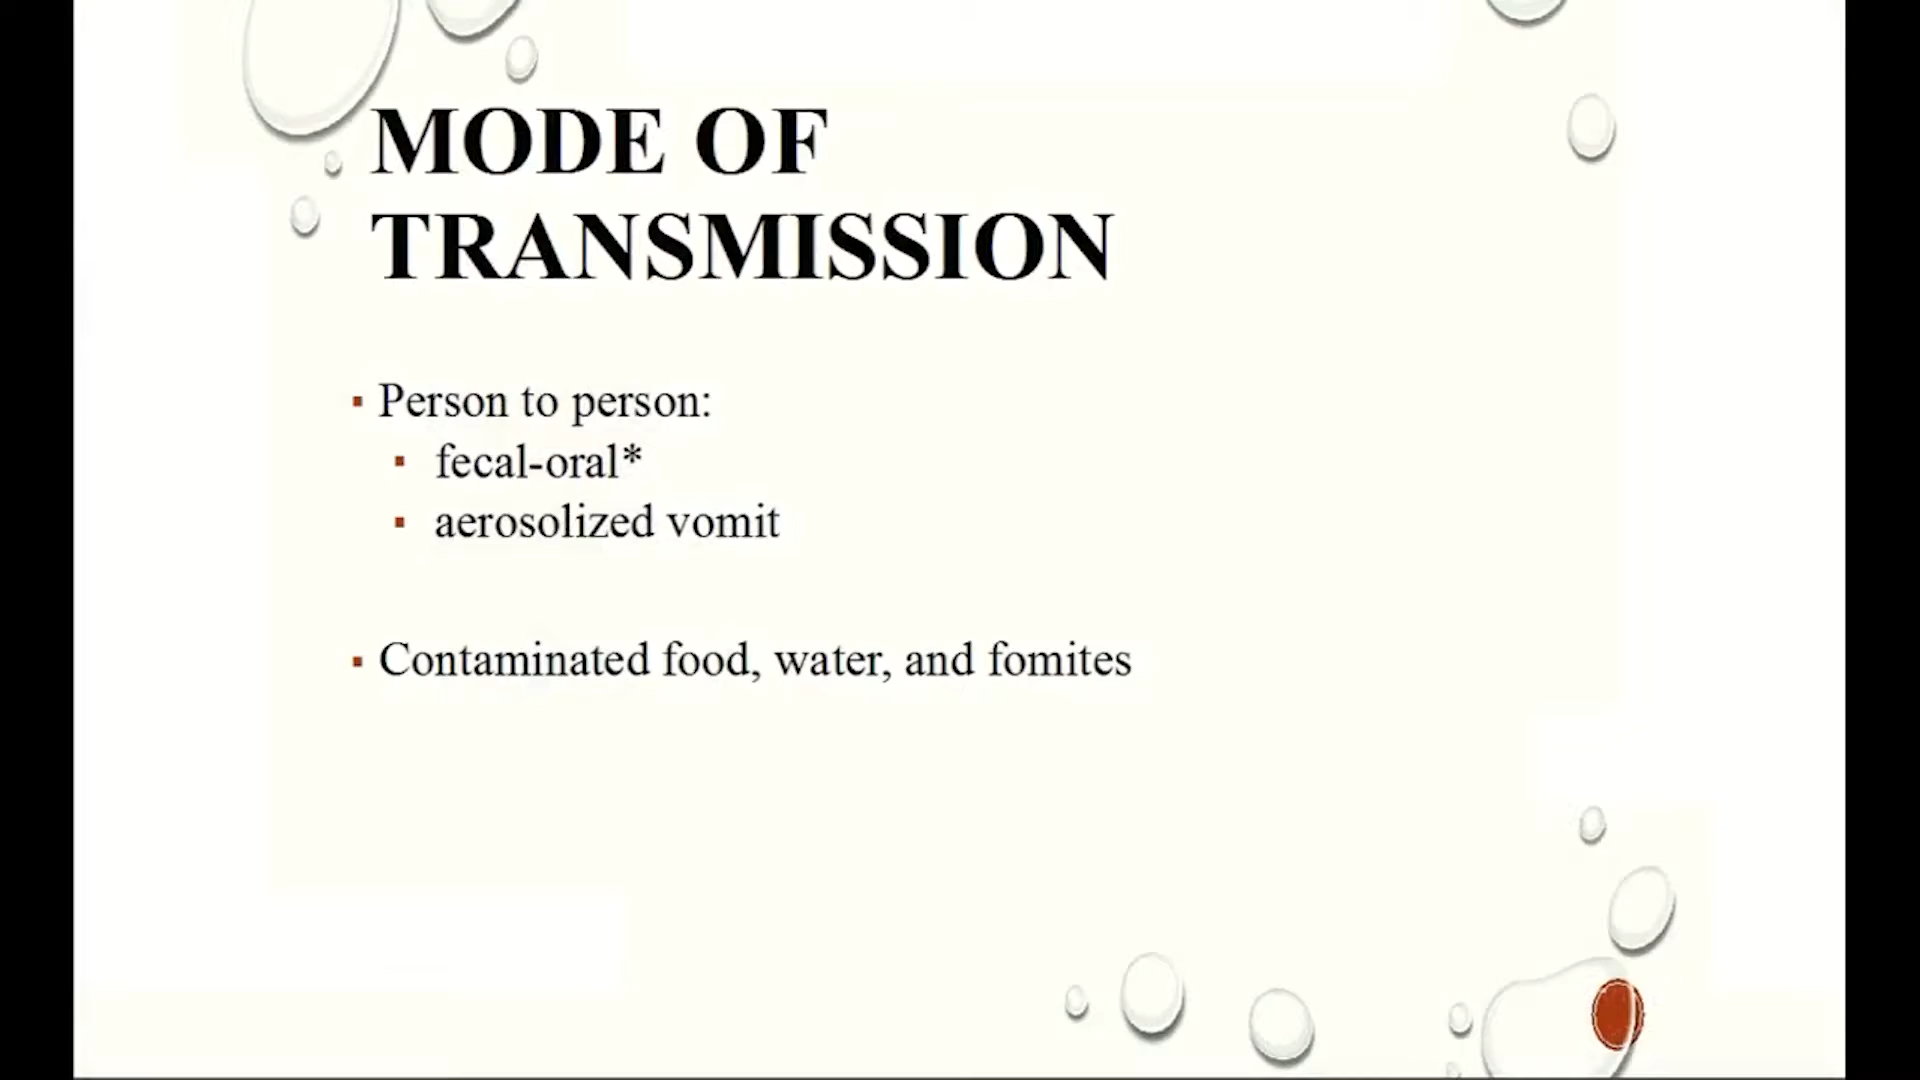 MODE OF
TRANSMISSION
▪ Person to person:
▪ fecal-oral*
▪ aerosolized vomit
▪ Contaminated food, water, and fomites